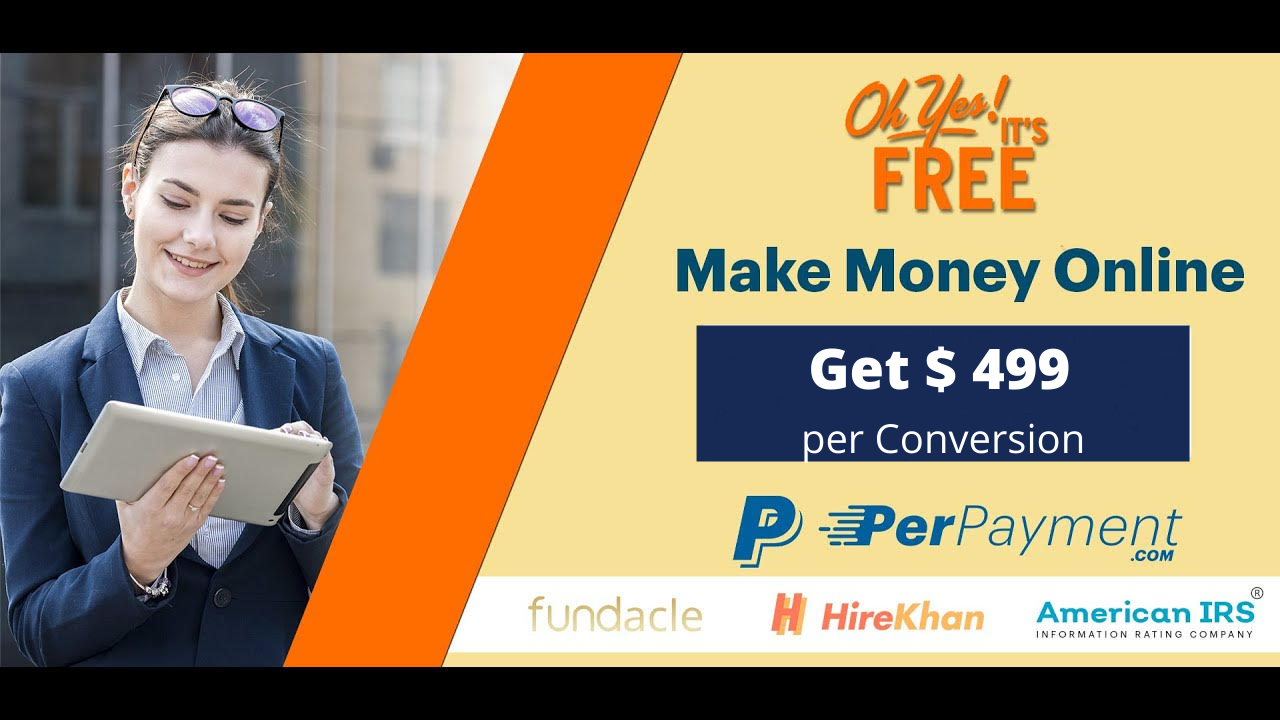 Oh Yes!
IT'S
FREE
Make Money Online
Get $ 499
per Conversion
PerPayment
.COM
fundacle
HireKhan
American IRS®
INFORMATION RATING COMPANY